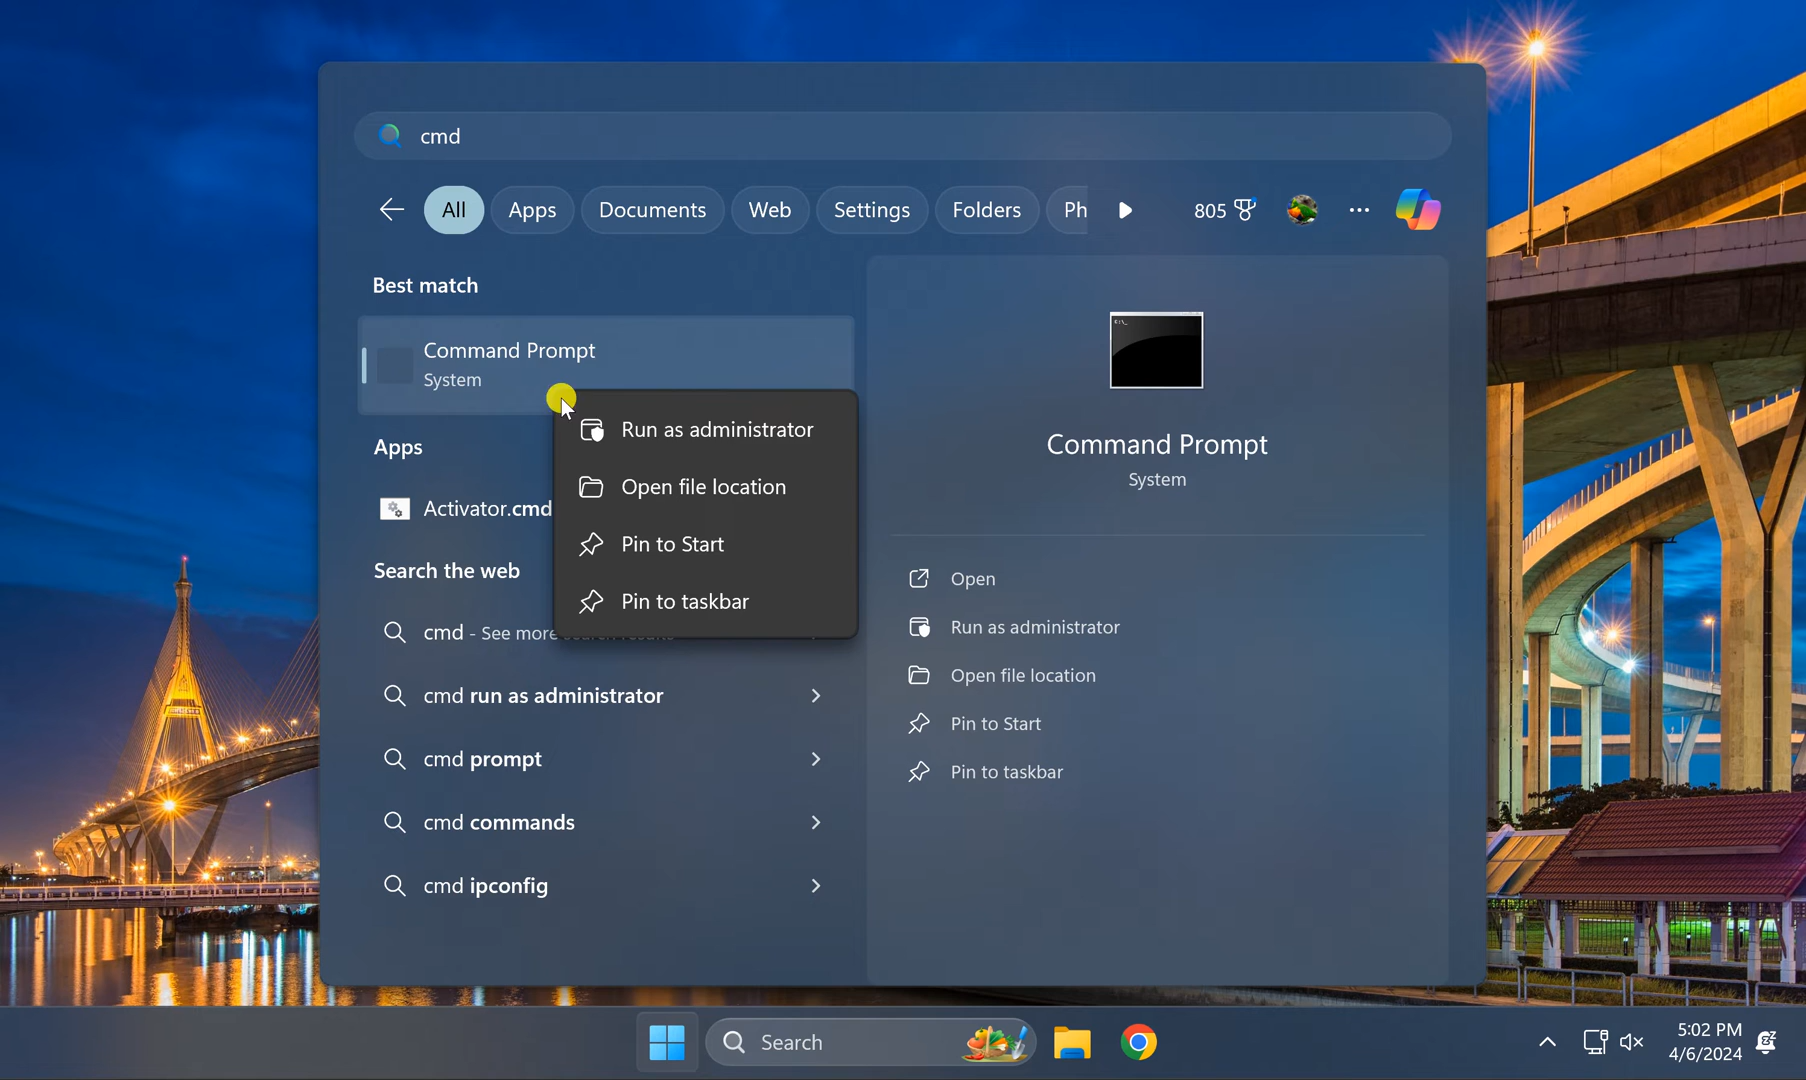 cmd
All Apps Documents Web Settings Folders Ph 805
Best match
Command Prompt
System
Apps
Activator.cmd
Search the web
cmd - See more search results
cmd run as administrator
cmd prompt
cmd commands
cmd ipconfig
Run as administrator
Open file location
Pin to Start
Pin to taskbar
Command Prompt
System
Open
Run as administrator
Open file location
Pin to Start
Pin to taskbar
Search
5:02 PM
4/6/2024